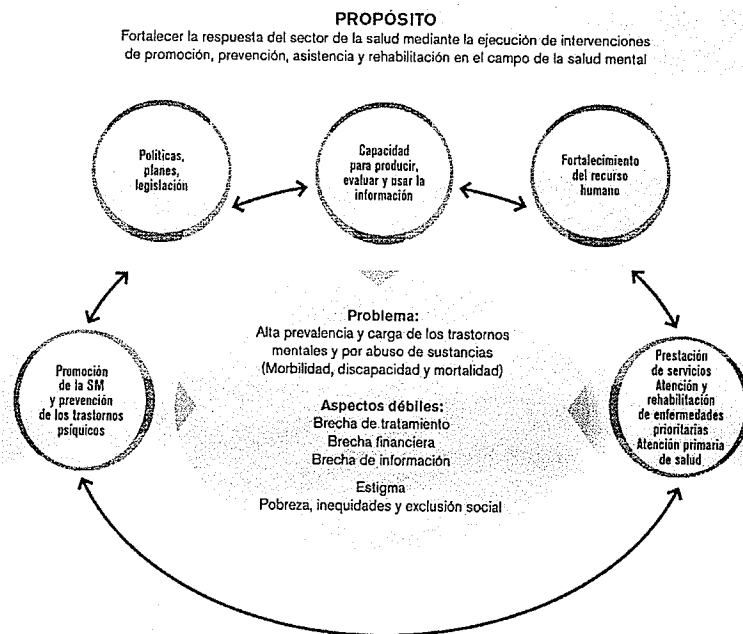 PROPÓSITO
Fortalecer la respuesta del sector de la salud mediante la ejecución de intervenciones
de promoción, prevención, asistencia y rehabilitación en el campo de la salud mental
Políticas,
planes,
legislación
Capacidad
para producir,
evaluar y usar la
información
Fortalecimiento
del recurso
humano
Promoción
de la SM
y prevención
de los trastornos
psíquicos
Problema:
Alta prevalencia y carga de los trastornos
mentales y por abuso de sustancias
(Morbilidad, discapacidad y mortalidad)
Aspectos débiles:
Brecha de tratamiento
Brecha financiera
Brecha de información
Estigma
Pobreza, inequidades y exclusión social
Prestación
de servicios
Atención y
rehabilitación
de enfermedades
prioritarias
Atención primaria
de salud